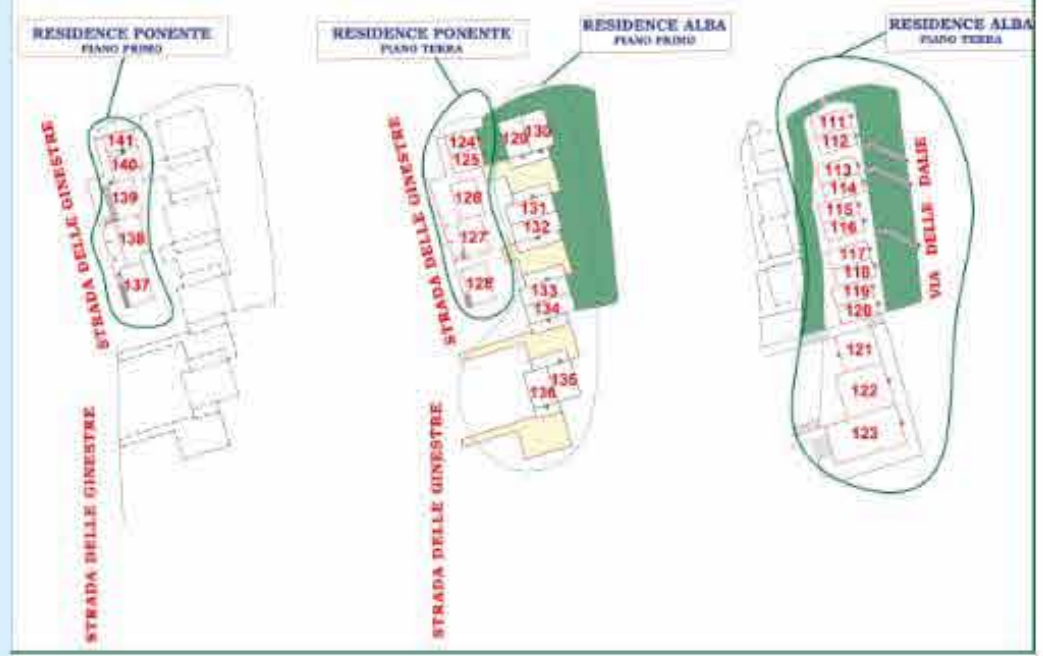 RESIDENCE PONENTE
PIANO PRIMO
RESIDENCE PONENTE
PIANO TERRA
RESIDENCE ALBA
PIANO PRIMO
RESIDENCE ALBA
PIANO TERRA
STRADA DELLE GINESTRE
141
140
139
138
137
STRADA DELLE GINESTRE
STRADA DELLE GINESTRE
124
125
126
127
128
129
130
131
132
133
134
135
136
STRADA DELLE GINESTRE
111
112
113
114
115
116
117
118
119
120
121
122
123
VIA DELLE DALIE